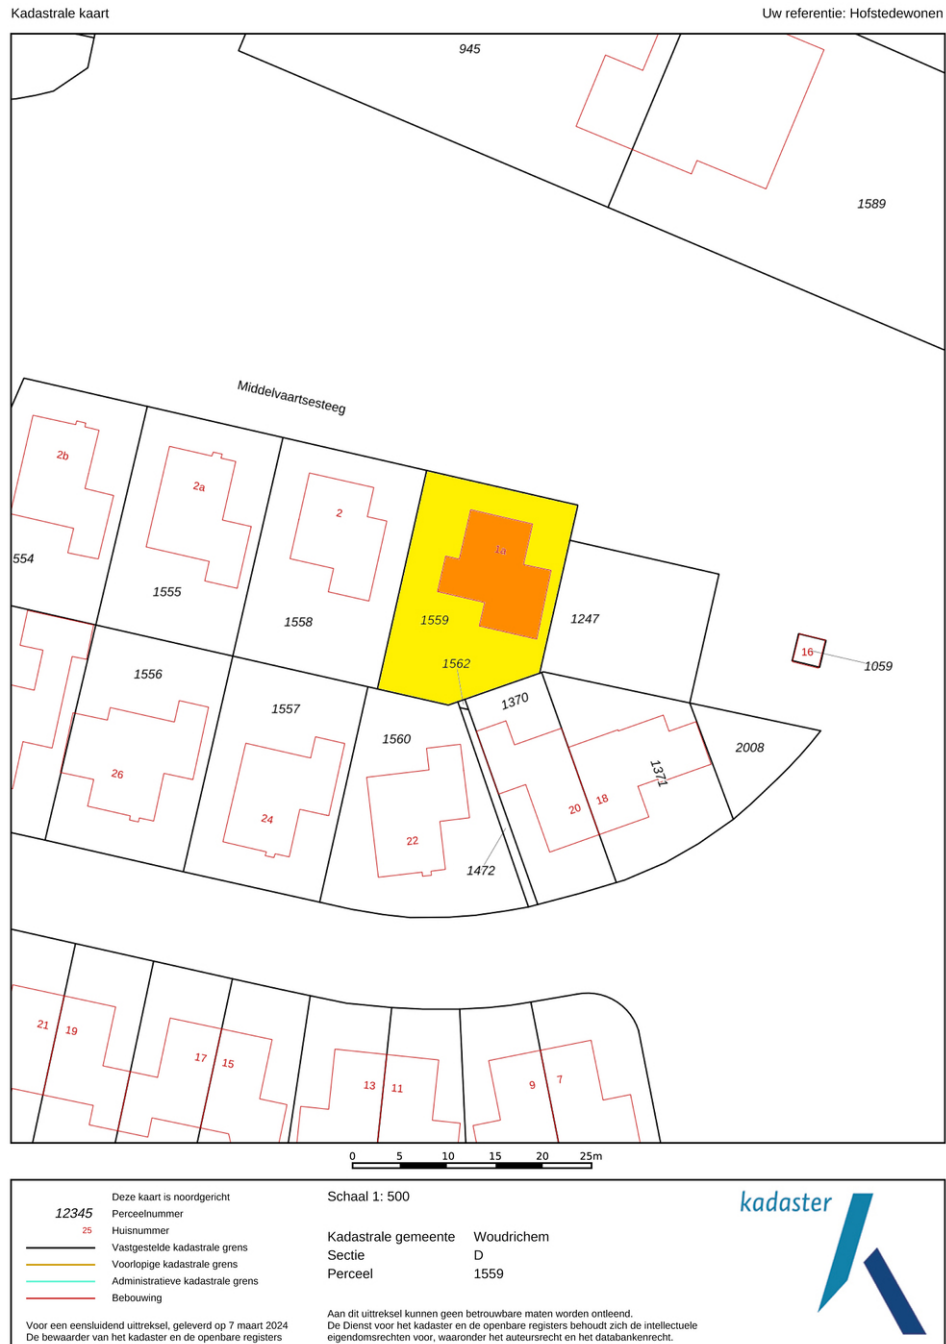 Kadastrale kaart
Uw referentie: Hofstedewonen
945
1589
Middelvaartsesteeg
2b
2a
2
1a
554
1555
1558
1559
1247
16
1059
1562
1556
1557
1560
1370
2008
1371
26
24
22
20
18
1472
21
19
17
15
13
11
9
7
0 5 10 15 20 25m
Deze kaart is noordgericht
12345 Perceelnummer
25 Huisnummer
Vastgestelde kadastrale grens
Voorlopige kadastrale grens
Administratieve kadastrale grens
Bebouwing
Voor een eensluidend uittreksel, geleverd op 7 maart 2024
De bewaarder van het kadaster en de openbare registers
Schaal 1: 500
Kadastrale gemeente Woudrichem
Sectie D
Perceel 1559
Aan dit uittreksel kunnen geen betrouwbare maten worden ontleend.
De Dienst voor het kadaster en de openbare registers behoudt zich de intellectuele
eigendomsrechten voor, waaronder het auteursrecht en het databankenrecht.
kadaster